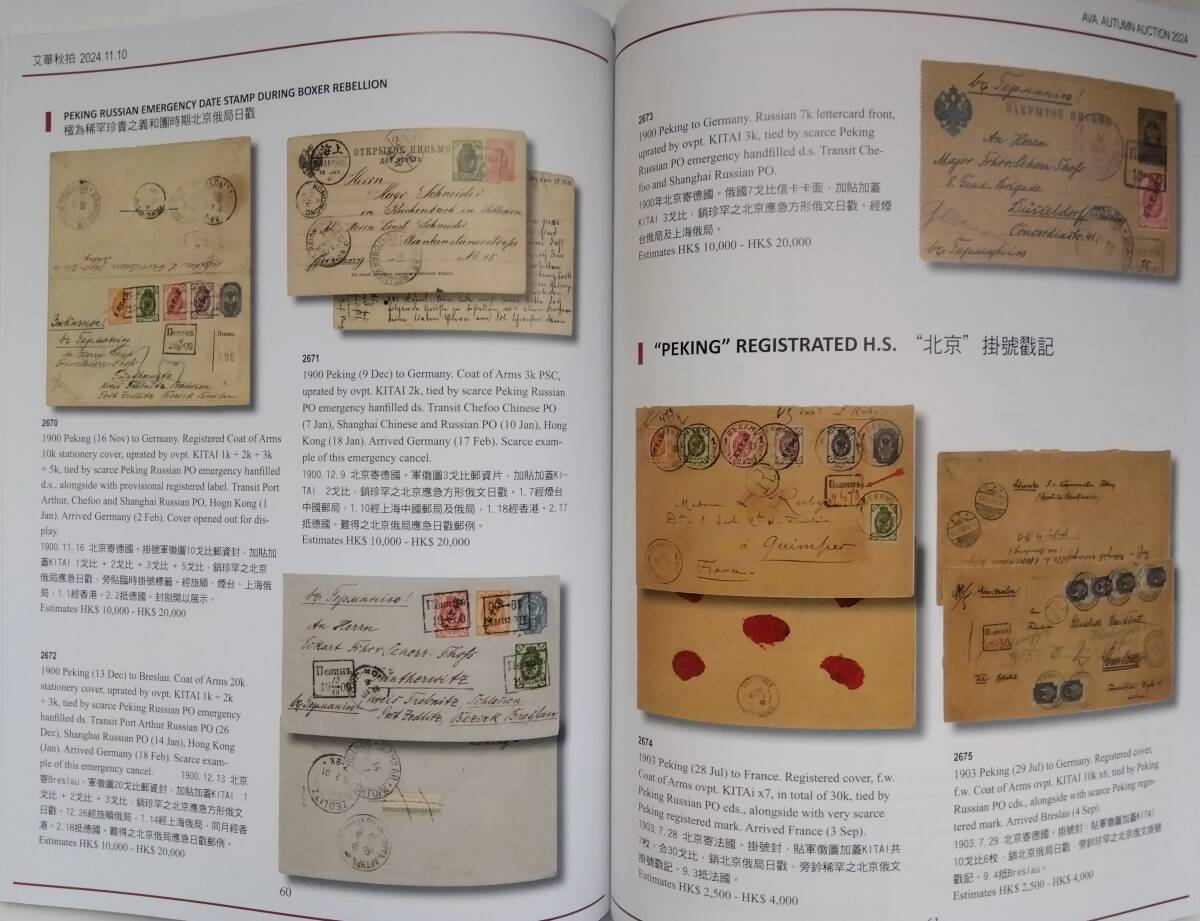 艾華秋拍 2024.11.10
PEKING RUSSIAN EMERGENCY DATE STAMP DURING BOXER REBELLION
極為稀罕珍貴之義和團時期北京俄局日戳
Заказное!
въ Германію
Пекинъ
196
2670
1900 Peking (16 Nov) to Germany. Registered Coat of Arms
10k stationery cover, uprated by ovpt. KITAI 1k + 2k + 3k
+ 5k, tied by scarce Peking Russian PO emergency hanfilled
d.s., alongside with provisional registered label. Transit Port
Arthur, Chefoo and Shanghai Russian PO, Hogn Kong (1
Jan). Arrived Germany (2 Feb). Cover opened out for dis-
play.
1900.11.16 北京寄德國。掛號軍徽圖10戈比郵資封，加貼加
蓋KITAI 1戈比 + 2戈比 + 3戈比 + 5戈比，銷珍罕之北京
俄局應急日戳，旁貼臨時掛號標籤。經旅順、煙台、上海俄
局，1.1經香港。2.2抵德國。封剖開以展示。
Estimates HK$ 10,000 - HK$ 20,000
上海
ОТКРЫТОЕ ПИСЬМО
Herrn
Hugo Schneider
Germany
2671
1900 Peking (9 Dec) to Germany. Coat of Arms 3k PSC,
uprated by ovpt. KITAI 2k, tied by scarce Peking Russian
PO emergency hanfilled ds. Transit Chefoo Chinese PO
(7 Jan), Shanghai Chinese and Russian PO (10 Jan), Hong
Kong (18 Jan). Arrived Germany (17 Feb). Scarce exam-
ple of this emergency cancel.
1900.12.9 北京寄德國。軍徽圖3戈比郵資片，加貼加蓋KI-
TAI 2戈比，銷珍罕之北京應急方形俄文日戳。1.7經煙台
中國郵局，1.10經上海中國郵局及俄局，1.18經香港。2.17
抵德國。難得之北京俄局應急日戳郵例。
Estimates HK$ 10,000 - HK$ 20,000
2672
1900 Peking (13 Dec) to Breslau. Coat of Arms 20k
stationery cover, uprated by ovpt. KITAI 1k + 2k
+ 3k, tied by scarce Peking Russian PO emergency
hanfilled ds. Transit Port Arthur Russian PO (26
Dec), Shanghai Russian PO (14 Jan), Hong Kong
(Jan). Arrived Germany (18 Feb). Scarce exam-
ple of this emergency cancel. 1900.12.13 北京
寄Breslau。軍徽圖20戈比郵資封，加貼加蓋KITAI 1
戈比 + 2戈比 + 3戈比，銷珍罕之北京應急方形俄文
日戳。12.26經旅順俄局，1.14經上海俄局，同月經香
港。2.18抵德國。難得之北京俄局應急日戳郵例。
Estimates HK$ 10,000 - HK$ 20,000
въ Германію!
An Herrn
Пекинъ
въ Германію
60
AVA. AUTUMN AUCTION 2024
2673
1900 Peking to Germany. Russian 7k lettercard front,
uprated by ovpt. KITAI 3k, tied by scarce Peking
Russian PO emergency handfilled d.s. Transit Che-
foo and Shanghai Russian PO.
1900年北京寄德國。俄國7戈比信卡卡面，加貼加蓋
KITAI 3戈比，銷珍罕之北京應急方形俄文日戳。經煙
台俄局及上海俄局。
Estimates HK$ 10,000 - HK$ 20,000
въ Германію!
ЗАКРЫТОЕ ПИСЬМО
An Herrn
Düsseldorf
Concordiastr. 41
въ Германію
“PEKING” REGISTRATED H.S. “北京”掛號戳記
à Quimper
France
2674
1903 Peking (28 Jul) to France. Registered cover, f.w.
Coat of Arms ovpt. KITAi x7, in total of 30k, tied by
Peking Russian PO cds., alongside with very scarce
Peking registered mark. Arrived France (3 Sep).
1903.7.28 北京寄法國。掛號封，貼軍徽圖加蓋KITAI共
7枚，合30戈比，銷北京俄局日戳，旁鈐稀罕之北京俄文
掛號戳記。9.3抵法國。
Estimates HK$ 2,500 - HK$ 4,000
2675
1903 Peking (29 Jul) to Germany. Registered cover,
f.w. Coat of Arms ovpt. KITAI 10k x6, tied by Peking
Russian PO cds., alongside with scarce Peking regis-
tered mark. Arrived Breslau (4 Sep).
1903.7.29 北京寄德國。掛號封，貼軍徽圖加蓋KITAI
10戈比6枚，銷北京俄局日戳，旁鈐珍罕之北京俄文掛號
戳記。9.4抵Breslau。
Estimates HK$ 2,500 - HK$ 4,000